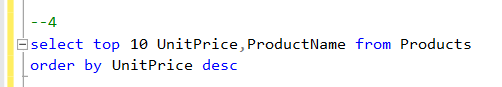 --4
select top 10 UnitPrice,ProductName from Products
order by UnitPrice desc